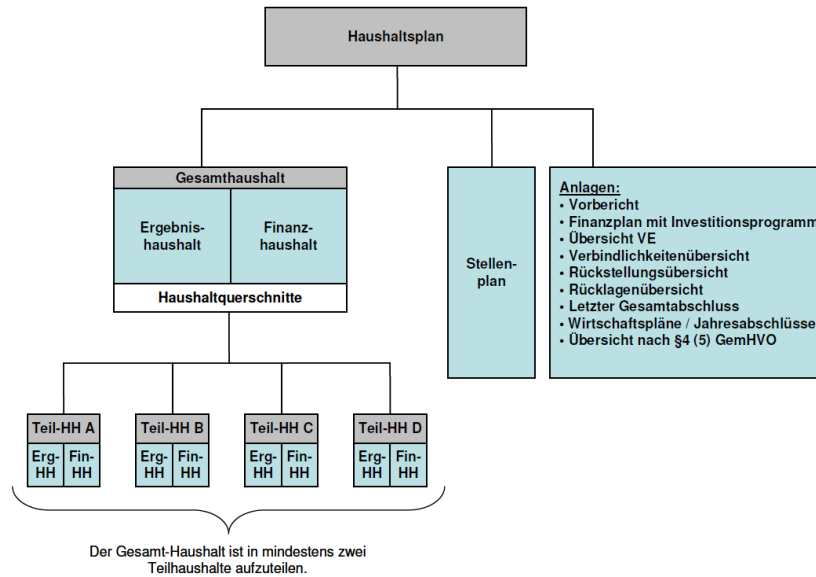 Haushaltsplan
Gesamthaushalt
Ergebnis-
haushalt
Finanz-
haushalt
Haushaltquerschnitte
Stellen-
plan
Anlagen:
• Vorbericht
• Finanzplan mit Investitionsprogramm
• Übersicht VE
• Verbindlichkeitenübersicht
• Rückstellungsübersicht
• Rücklagenübersicht
• Letzter Gesamtabschluss
• Wirtschaftspläne / Jahresabschlüsse
• Übersicht nach §4 (5) GemHVO
Teil-HH A
Erg-
HH
Fin-
HH
Teil-HH B
Erg-
HH
Fin-
HH
Teil-HH C
Erg-
HH
Fin-
HH
Teil-HH D
Erg-
HH
Fin-
HH
Der Gesamt-Haushalt ist in mindestens zwei
Teilhaushalte aufzuteilen.